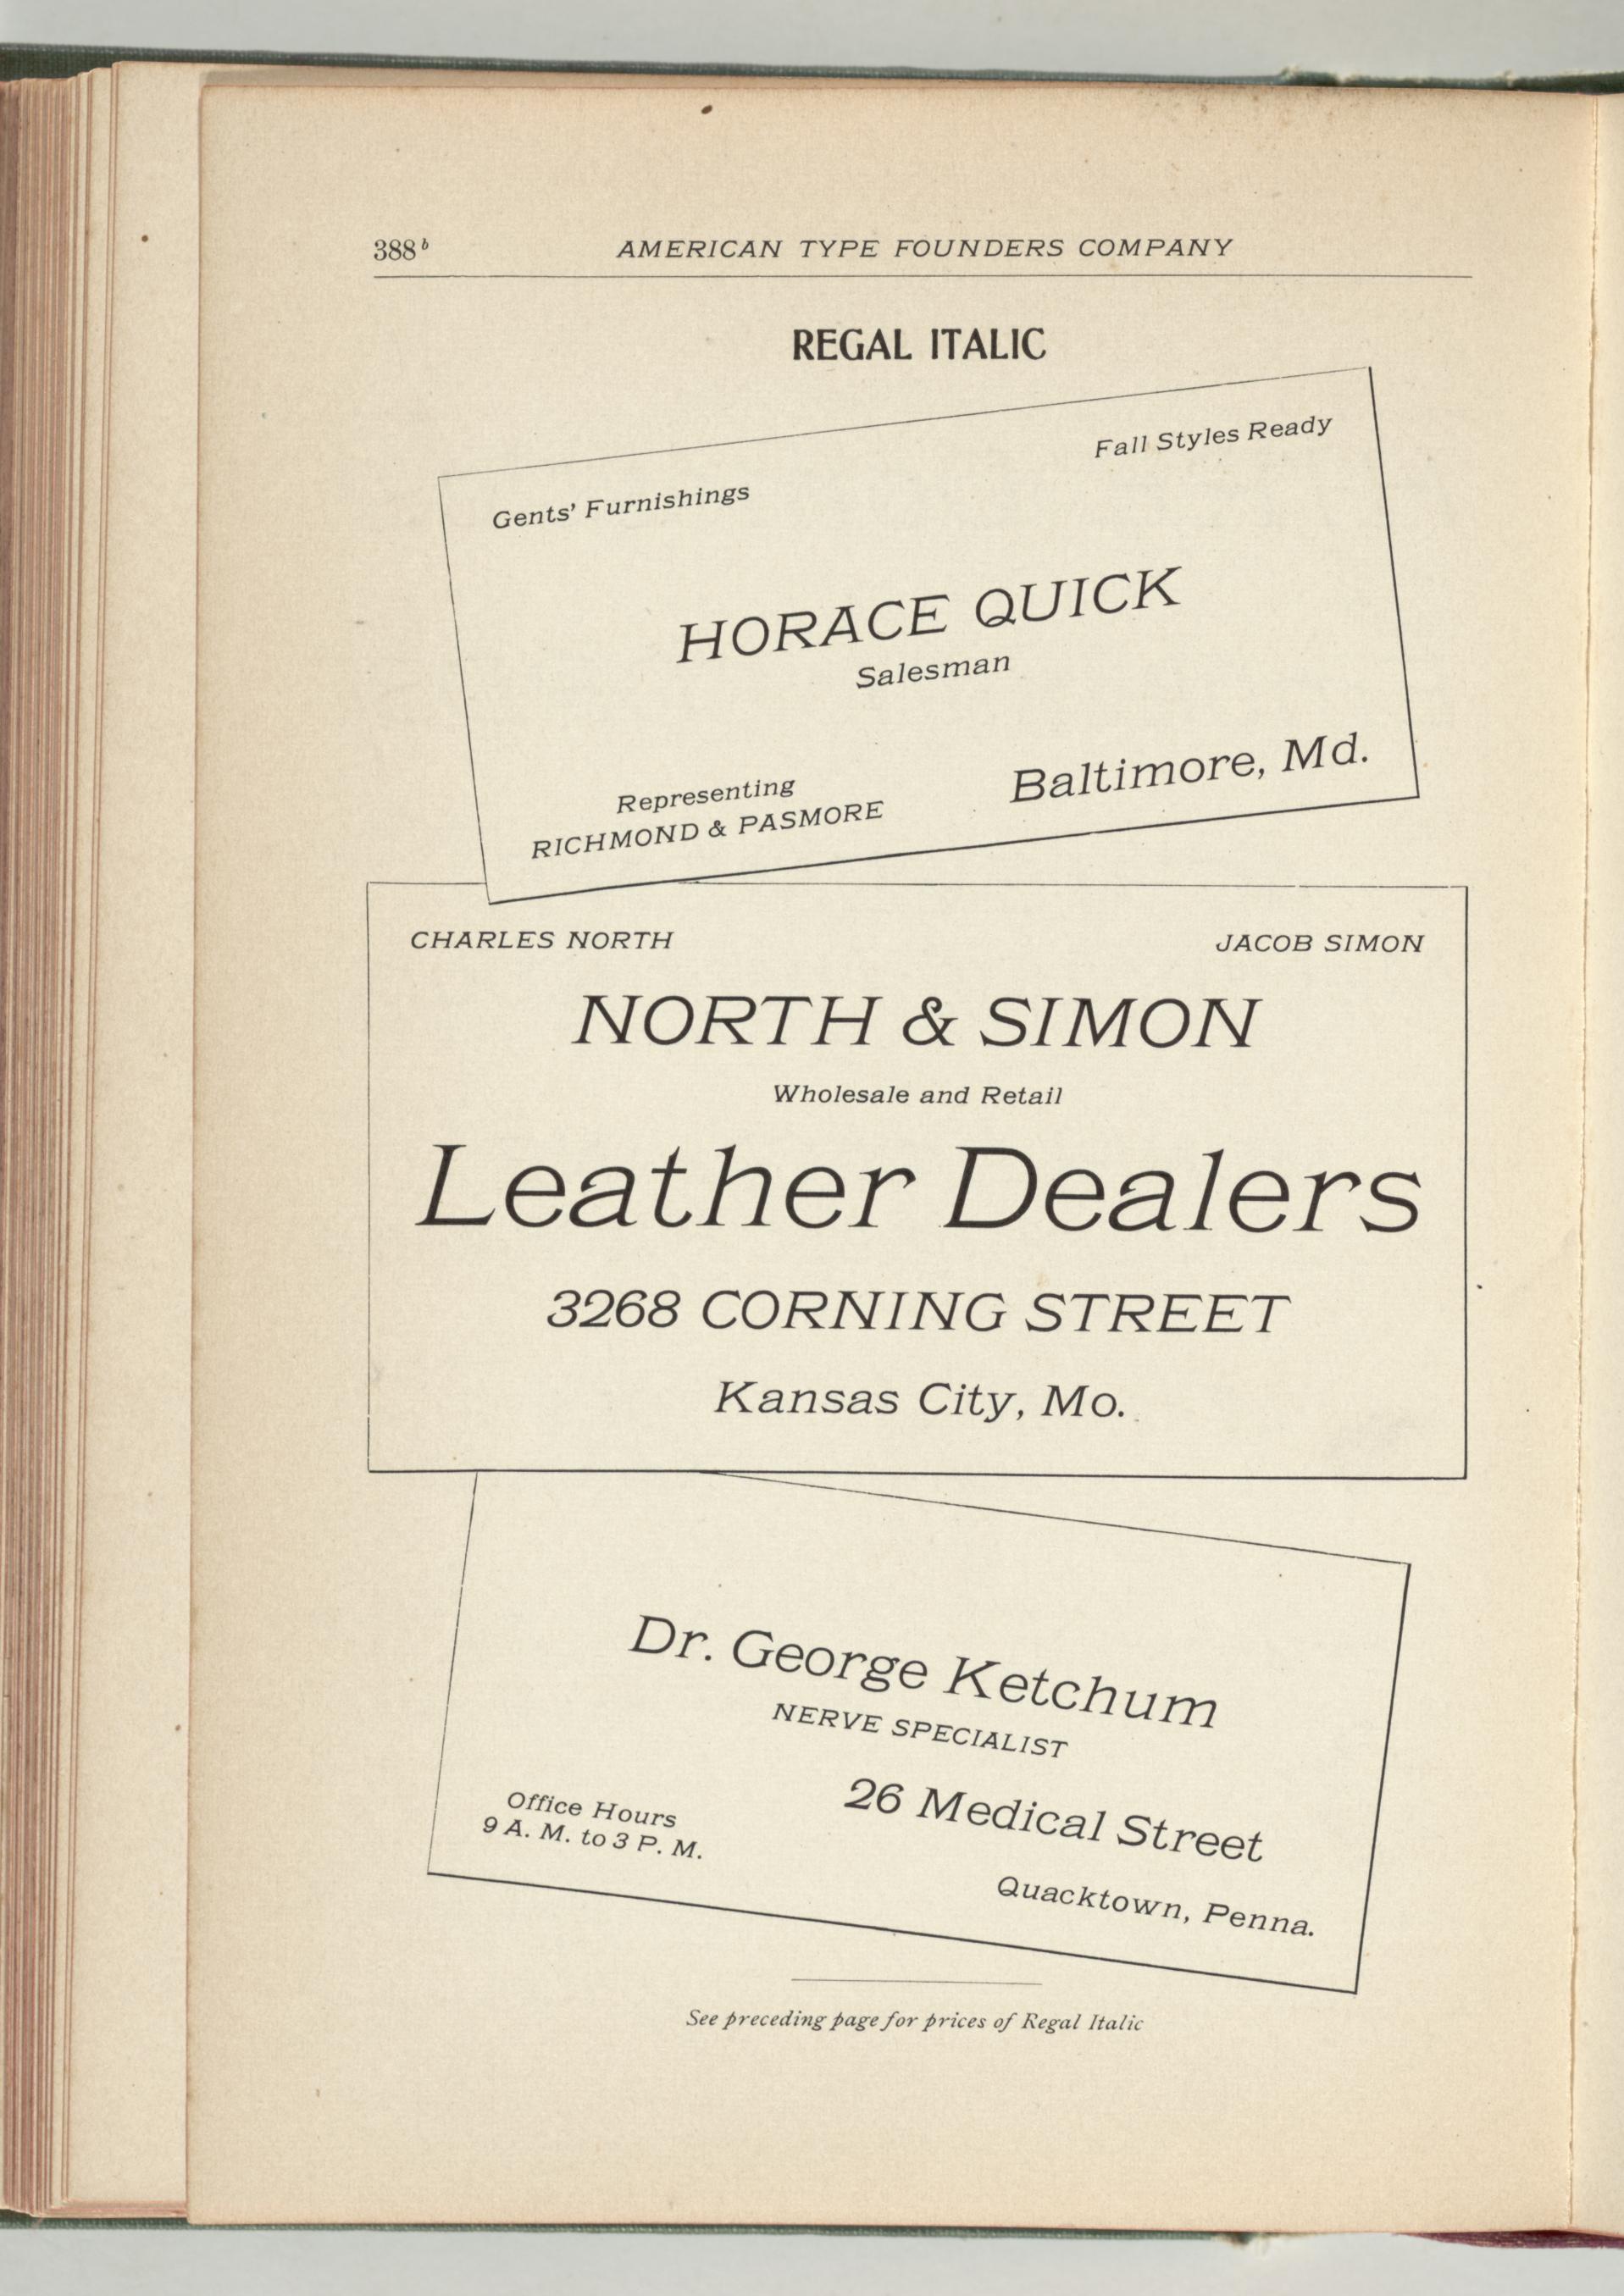 388b
AMERICAN TYPE FOUNDERS COMPANY
REGAL ITALIC
Gents' Furnishings
Fall Styles Ready
HORACE QUICK
Salesman
Representing
RICHMOND & PASMORE
Baltimore, Md.
CHARLES NORTH
JACOB SIMON
NORTH & SIMON
Wholesale and Retail
Leather Dealers
3268 CORNING STREET
Kansas City, Mo.
Dr. George Ketchum
NERVE SPECIALIST
Office Hours
9 A. M. to 3 P. M.
26 Medical Street
Quacktown, Penna.
See preceding page for prices of Regal Italic